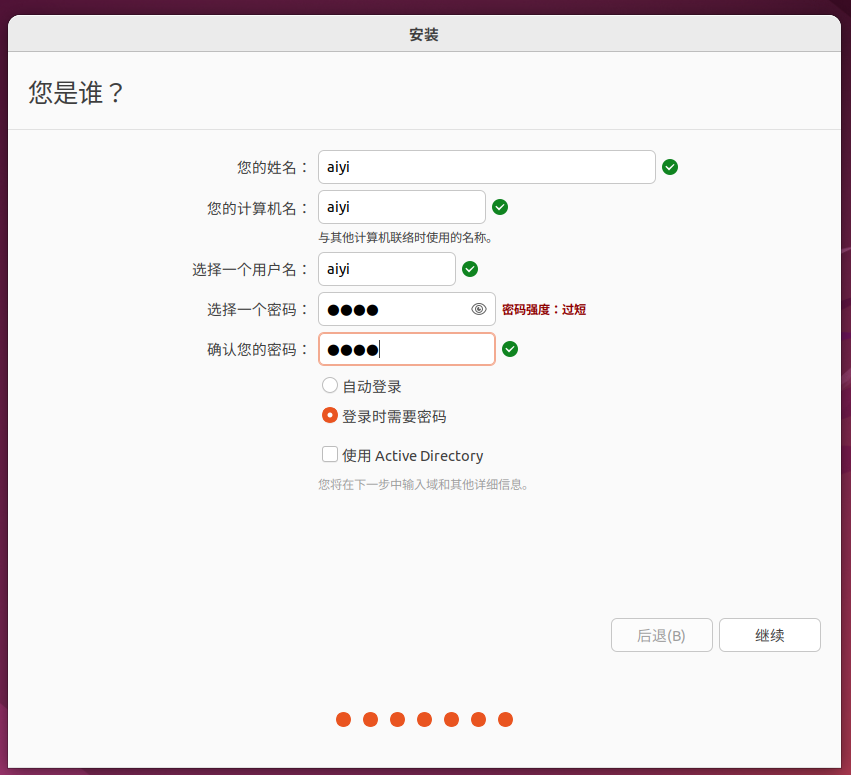 安装
您是谁？
您的姓名： aiyi
您的计算机名： aiyi
与其他计算机联络时使用的名称。
选择一个用户名： aiyi
选择一个密码： ●●●● 密码强度：过短
确认您的密码： ●●●●
自动登录
登录时需要密码
使用 Active Directory
您将在下一步中输入域和其他详细信息。
后退(B) 继续